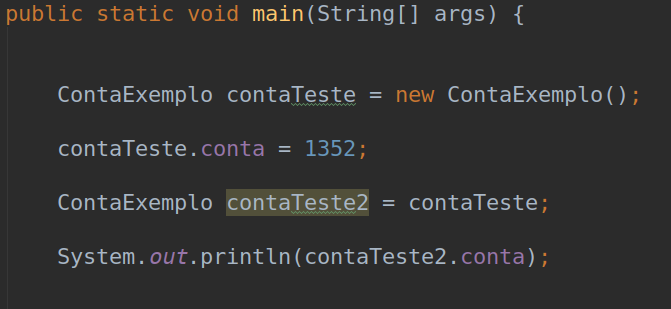 public static void main(String[] args) {
ContaExemplo contaTeste = new ContaExemplo();
contaTeste.conta = 1352;
ContaExemplo contaTeste2 = contaTeste;
System.out.println(contaTeste2.conta);